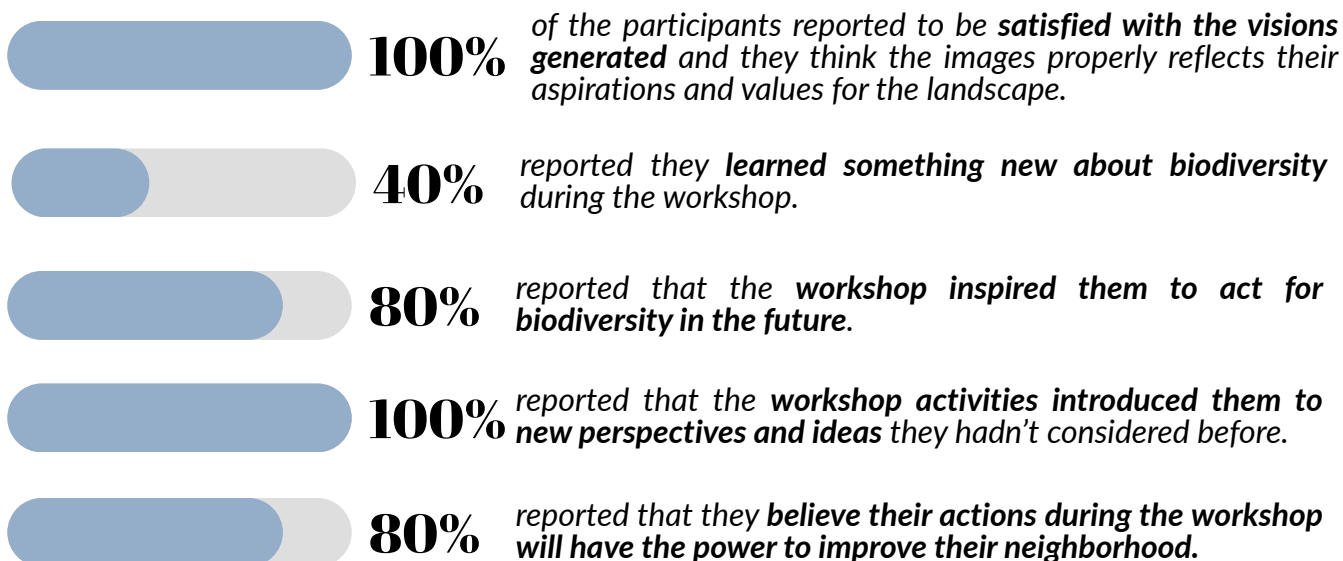 100%
of the participants reported to be satisfied with the visions
generated and they think the images properly reflects their
aspirations and values for the landscape.
40%
reported they learned something new about biodiversity
during the workshop.
80%
reported that the workshop inspired them to act for
biodiversity in the future.
100%
reported that the workshop activities introduced them to
new perspectives and ideas they hadn't considered before.
80%
reported that they believe their actions during the workshop
will have the power to improve their neighborhood.